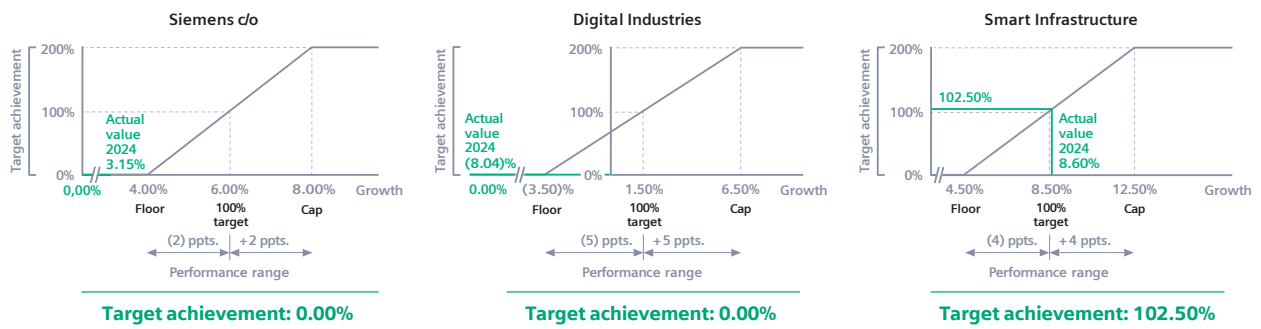 Siemens c/o
Target achievement
200%
100%
0%
Actual
value
2024
3.15%
0,00%
4.00%
6.00%
8.00%
Growth
Floor
100%
target
Cap
(2) ppts.
+2 ppts.
Performance range
Target achievement: 0.00%
Digital Industries
Target achievement
200%
100%
0%
Actual
value
2024
(8.04)%
0.00%
(3.50)%
1.50%
6.50%
Growth
Floor
100%
target
Cap
(5) ppts.
+5 ppts.
Performance range
Target achievement: 0.00%
Smart Infrastructure
Target achievement
200%
102.50%
100%
0%
Actual
value
2024
8.60%
4.50%
8.50%
12.50%
Growth
Floor
100%
target
Cap
(4) ppts.
+4 ppts.
Performance range
Target achievement: 102.50%